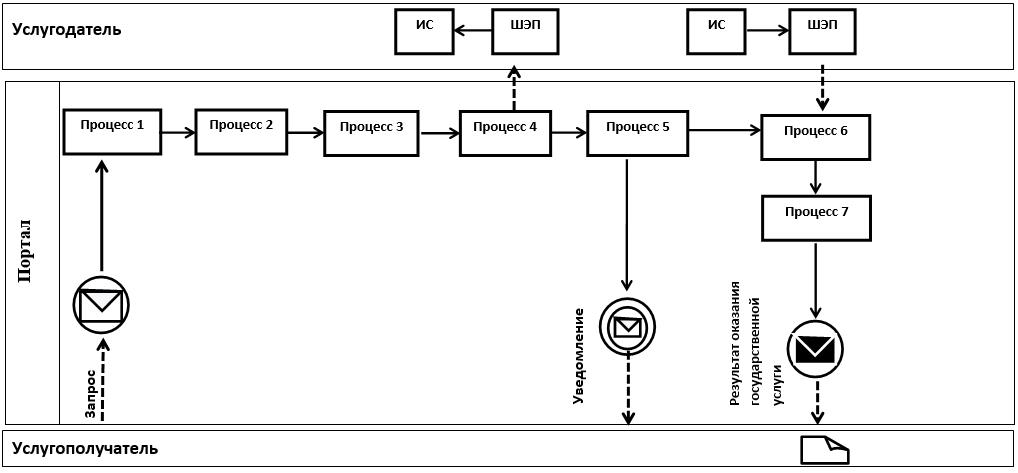 Услугодатель
ИС
ШЭП
ИС
ШЭП
Портал
Процесс 1
Процесс 2
Процесс 3
Процесс 4
Процесс 5
Процесс 6
Процесс 7
Запрос
Уведомление
Результат оказания
государственной
услуги
Услугополучатель